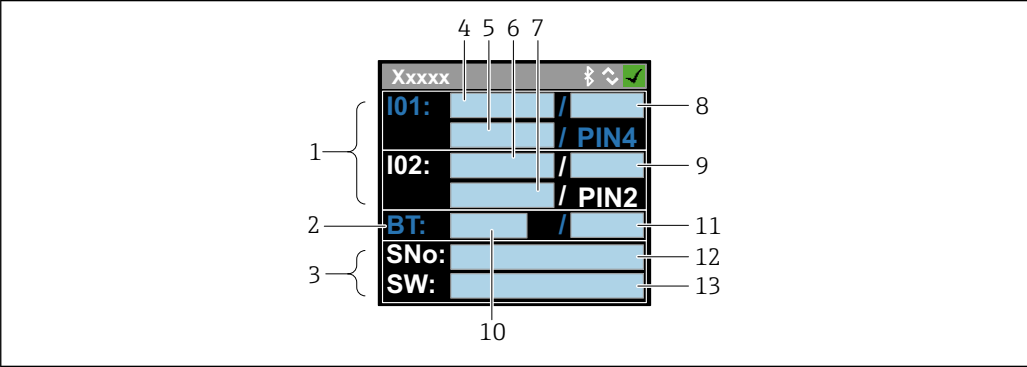 4 5 6 7
Xxxxx
I01: / 8
1 / PIN4
I02: / 9
/ PIN2
2 BT: / 11
3 SNo: 12
SW: 13
10